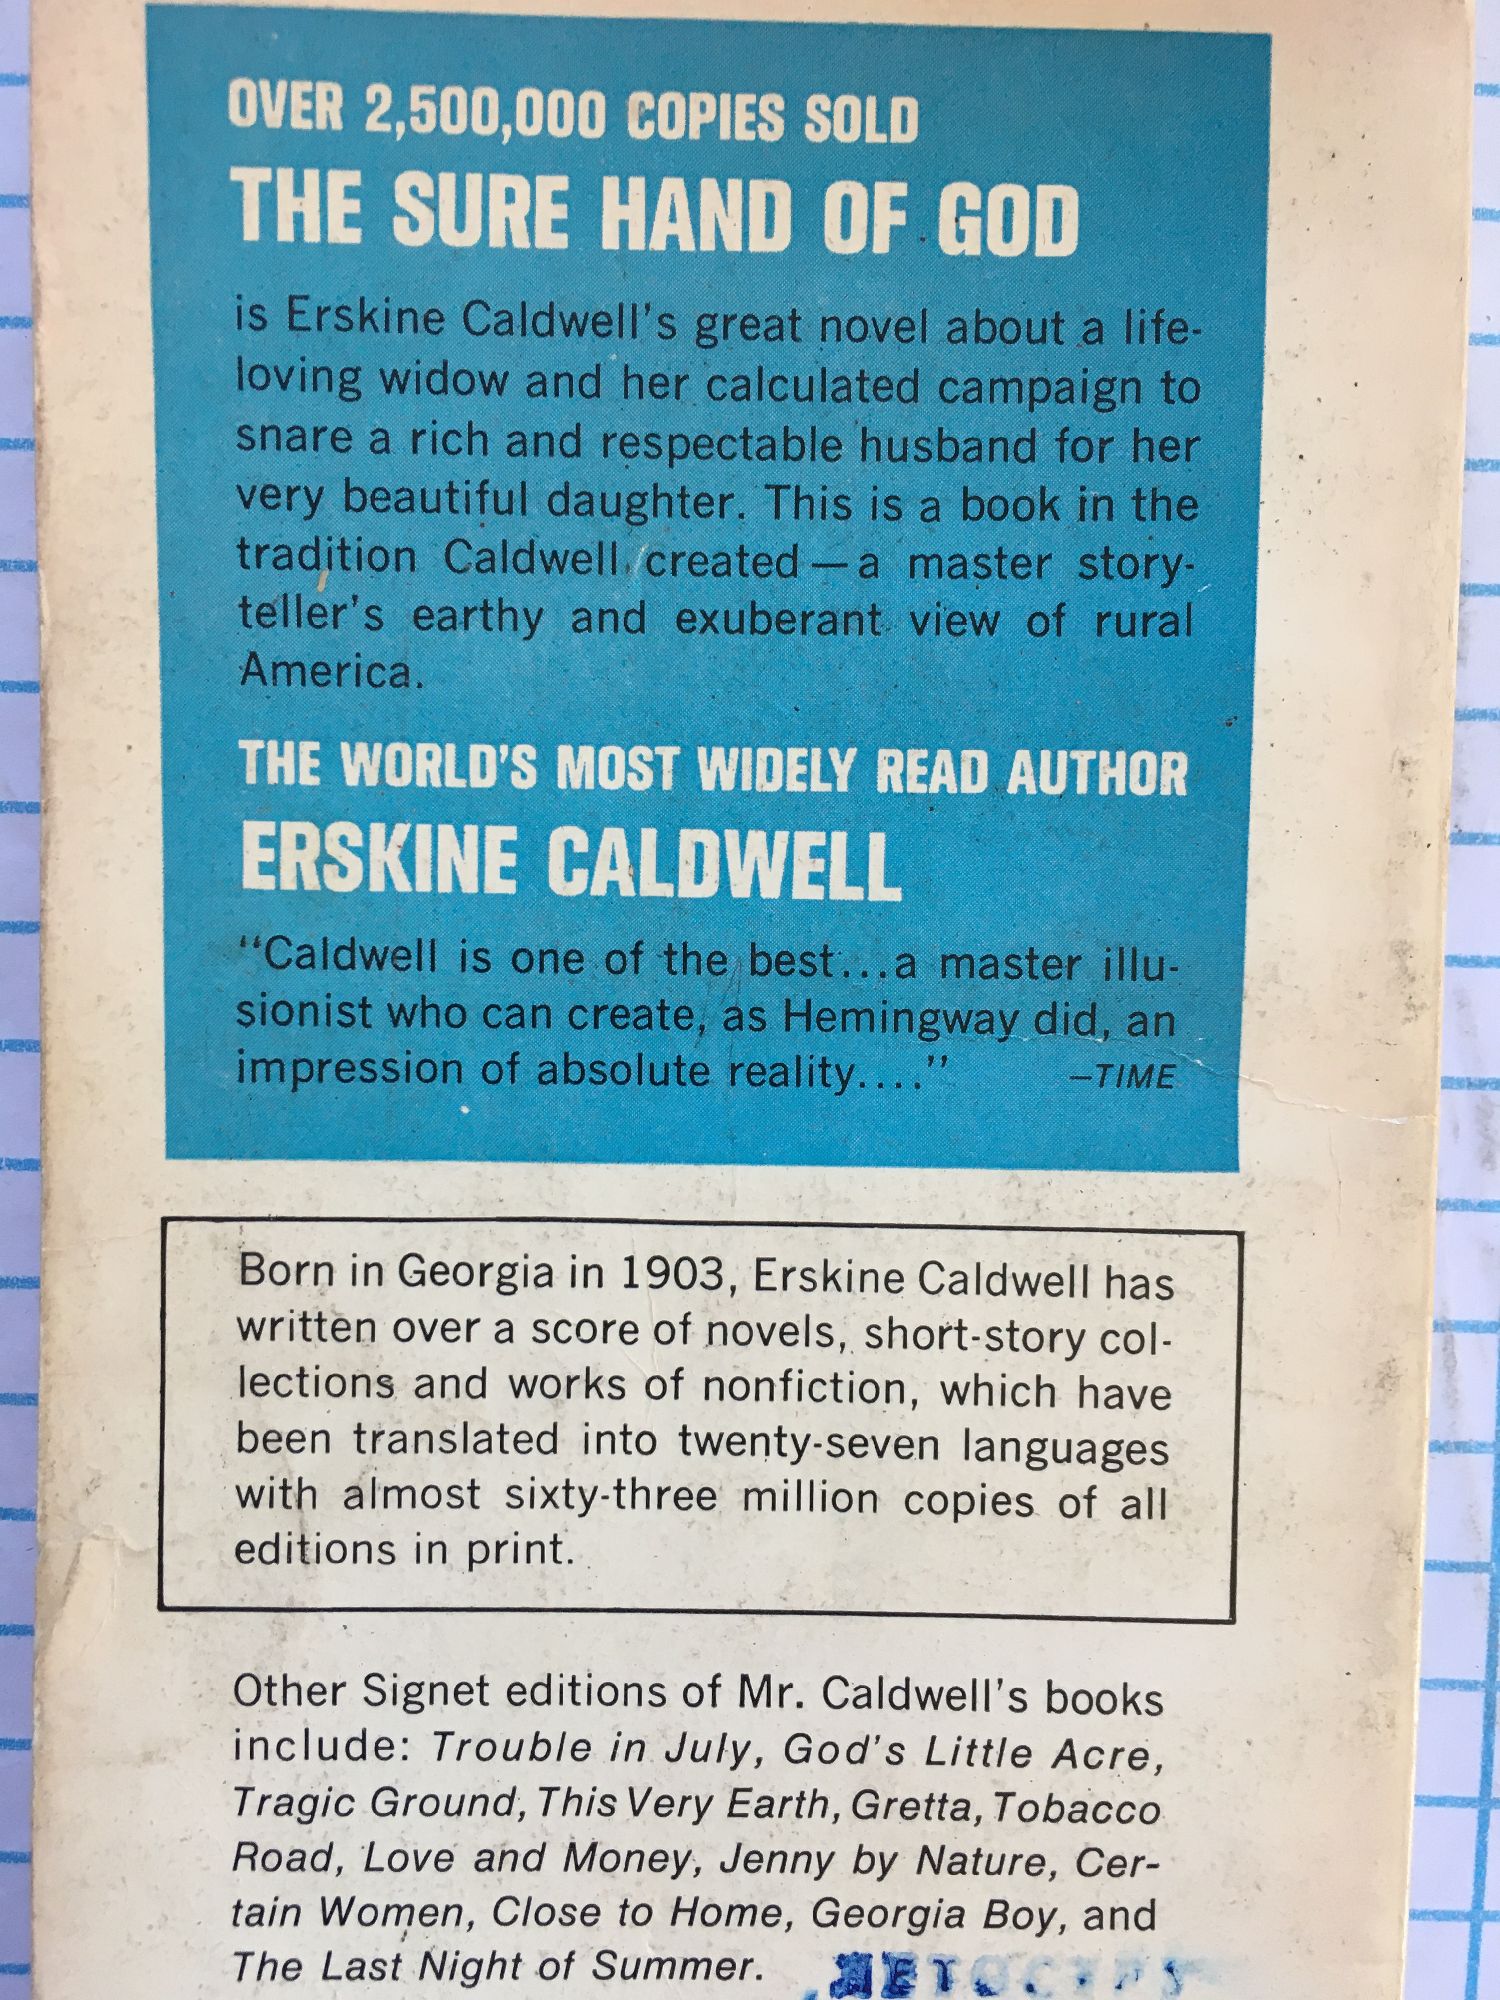 OVER 2,500,000 COPIES SOLD
THE SURE HAND OF GOD
is Erskine Caldwell's great novel about a life-
loving widow and her calculated campaign to
snare a rich and respectable husband for her
very beautiful daughter. This is a book in the
tradition Caldwell created—a master story-
teller's earthy and exuberant view of rural
America.
THE WORLD'S MOST WIDELY READ AUTHOR
ERSKINE CALDWELL
"Caldwell is one of the best...a master illu-
sionist who can create, as Hemingway did, an
impression of absolute reality...." –TIME
Born in Georgia in 1903, Erskine Caldwell has
written over a score of novels, short-story col-
lections and works of nonfiction, which have
been translated into twenty-seven languages
with almost sixty-three million copies of all
editions in print.
Other Signet editions of Mr. Caldwell's books
include: Trouble in July, God's Little Acre,
Tragic Ground, This Very Earth, Gretta, Tobacco
Road, Love and Money, Jenny by Nature, Cer-
tain Women, Close to Home, Georgia Boy, and
The Last Night of Summer.